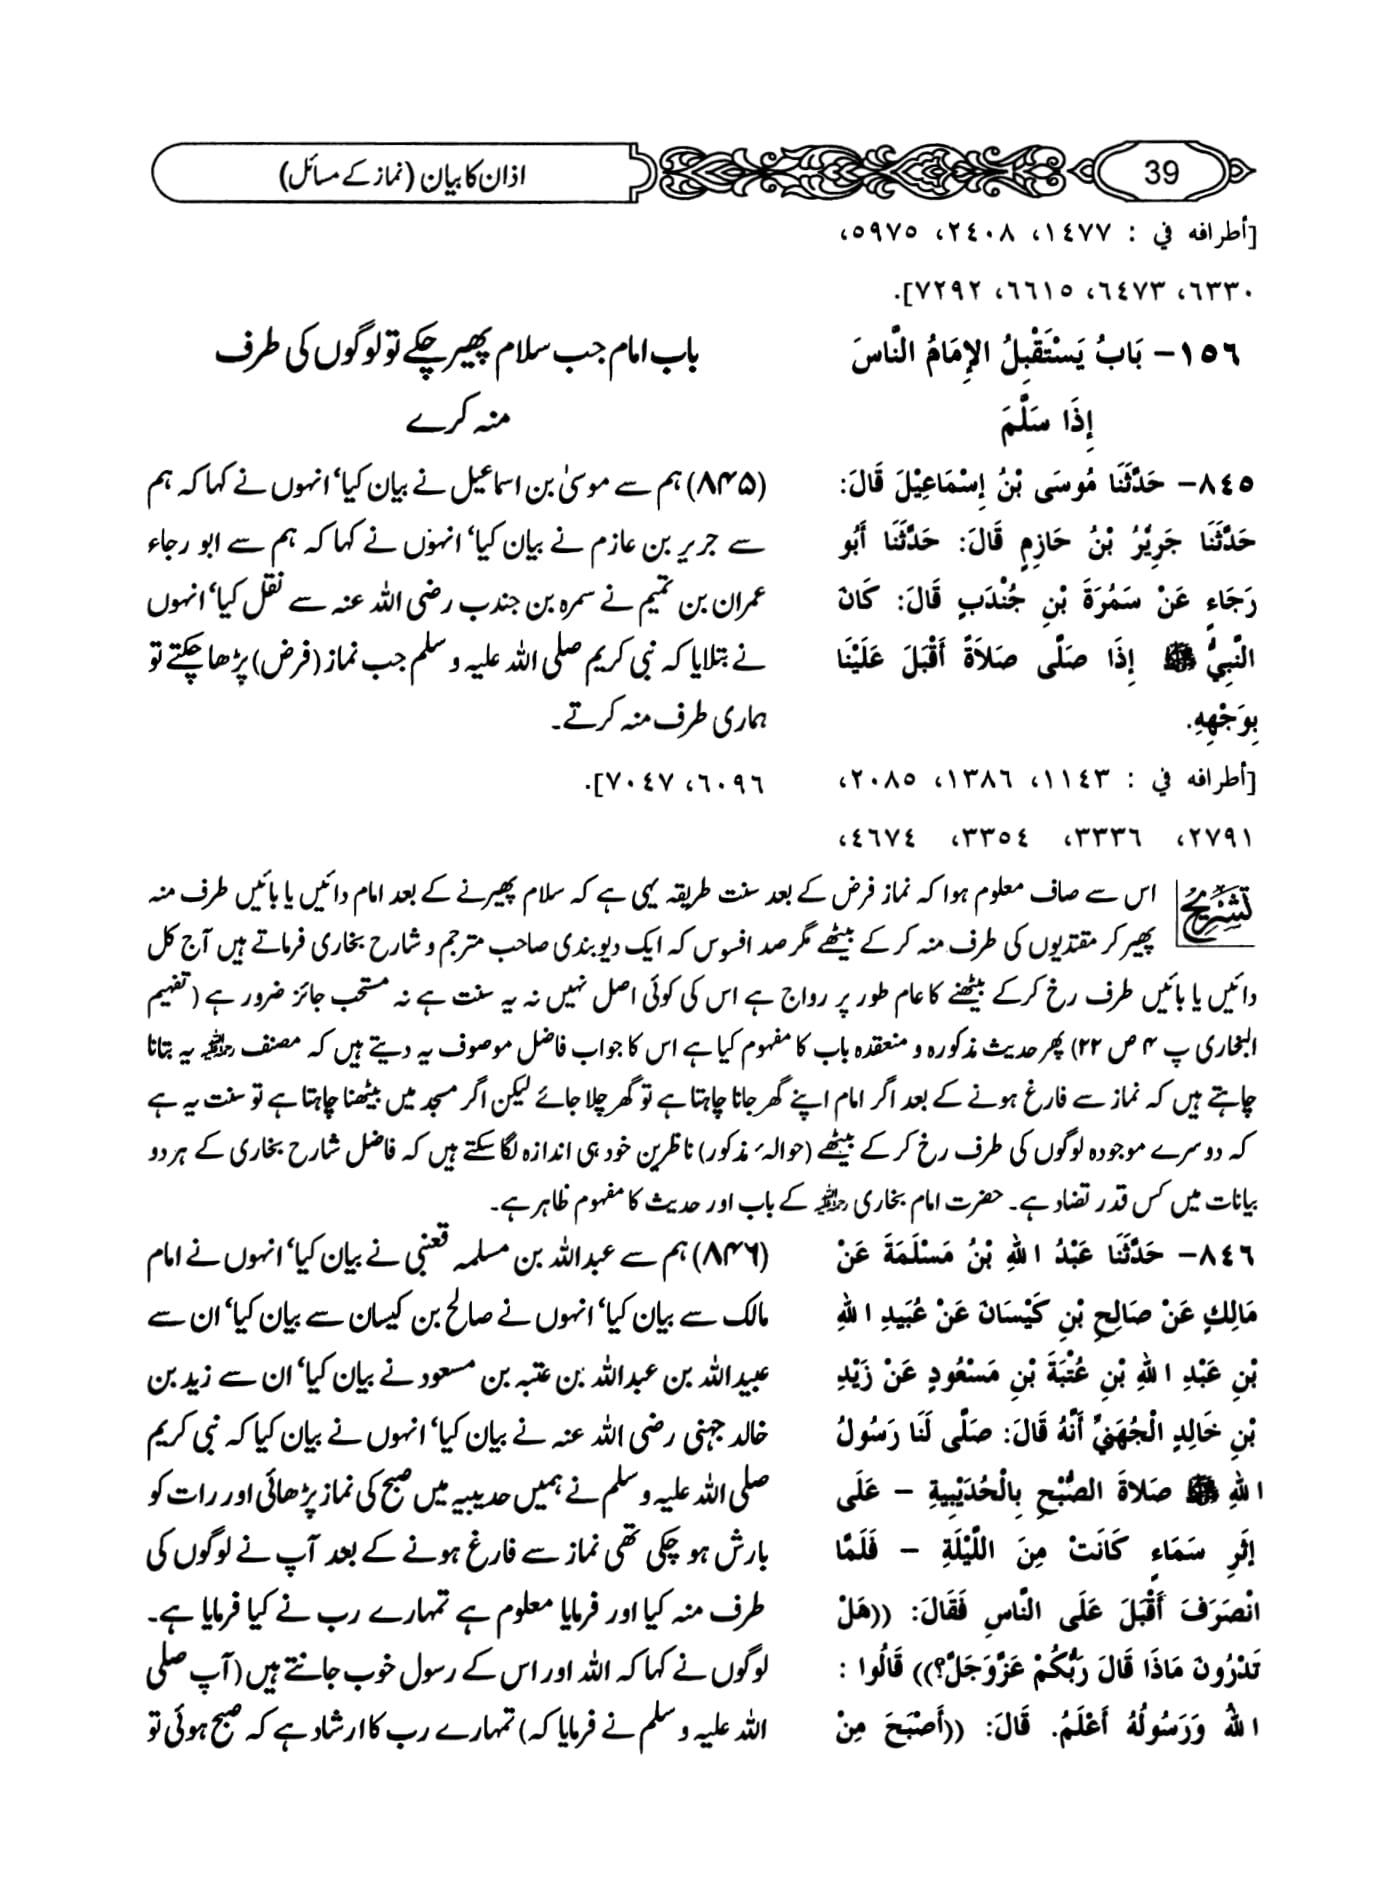 39
اذان کا بیان (نماز کے مسائل)
[أطرافه في : ١٤٧٧، ٢٤٠٨، ٥٩٧٥،
٦٣٣٠، ٦٤٧٣، ٦٦١٥، ٧٢٩٢].
١٥٦- بَابُ يَسْتَقْبِلُ الإِمَامُ النَّاسَ
إِذَا سَلَّمَ
٨٤٥- حَدَّثَنَا مُوسَى بْنُ إِسْمَاعِيْلَ قَالَ:
حَدَّثَنَا جَرِيْرُ بْنُ حَازِمٍ قَالَ: حَدَّثَنَا أَبُو
رَجَاءٍ عَنْ سَمُرَةَ بْنِ جُنْدَبٍ قَالَ: كَانَ
النَّبِيُّ ﷺ إِذَا صَلَّى صَلاَةً أَقْبَلَ عَلَيْنَا
بِوَجْهِهِ.
[أطرافه في : ١١٤٣، ١٣٨٦، ٢٠٨٥،
٢٧٩١، ٣٣٣٦، ٣٣٥٤، ٤٦٧٤،
باب امام جب سلام پھیر چکے تو لوگوں کی طرف
منہ کرے
(۸۴۵) ہم سے موسیٰ بن اسماعیل نے بیان کیا‘ انہوں نے کہا کہ ہم
سے جریر بن عازم نے بیان کیا‘ انہوں نے کہا کہ ہم سے ابو رجاء
عمران بن تمیم نے سمرہ بن جندب رضی اللہ عنہ سے نقل کیا‘ انہوں
نے بتلایا کہ نبی کریم صلی اللہ علیہ و سلم جب نماز (فرض) پڑھا چکتے تو
ہماری طرف منہ کرتے۔
٦٠٩٦، ٧٠٤٧].
تشریح
اس سے صاف معلوم ہوا کہ نماز فرض کے بعد سنت طریقہ یہی ہے کہ سلام پھیرنے کے بعد امام دائیں یا بائیں طرف منہ
پھیر کر مقتدیوں کی طرف منہ کر کے بیٹھے مگر صد افسوس کہ ایک دیوبندی صاحب مترجم و شارح بخاری فرماتے ہیں آج کل
دائیں یا بائیں طرف رخ کرکے بیٹھنے کا عام طور پر رواج ہے اس کی کوئی اصل نہیں نہ یہ سنت ہے نہ مستحب جائز ضرور ہے (تفہیم
البخاری پ ۴ ص ۲۲) پھر حدیث مذکورہ و منعقدہ باب کا مفہوم کیا ہے اس کا جواب فاضل موصوف یہ دیتے ہیں کہ مصنف رحمہ اللہ یہ بتانا
چاہتے ہیں کہ نماز سے فارغ ہونے کے بعد اگر امام اپنے گھر جانا چاہتا ہے تو گھر چلا جائے لیکن اگر مسجد میں بیٹھنا چاہتا ہے تو سنت یہ ہے
کہ دوسرے موجودہ لوگوں کی طرف رخ کر کے بیٹھے (حوالہ مذکور) ناظرین خود ہی اندازہ لگا سکتے ہیں کہ فاضل شارح بخاری کے ہر دو
بیانات میں کس قدر تضاد ہے۔ حضرت امام بخاری رحمہ اللہ کے باب اور حدیث کا مفہوم ظاہر ہے۔
٨٤٦- حَدَّثَنَا عَبْدُ اللهِ بْنُ مَسْلَمَةَ عَنْ
مَالِكٍ عَنْ صَالِحِ بْنِ كَيْسَانَ عَنْ عُبَيدِ اللهِ
بْنِ عَبْدِ اللهِ بْنِ عُتْبَةَ بْنِ مَسْعُودٍ عَنْ زَيْدِ
بْنِ خَالِدٍ الْجُهَنِيِّ أَنَّهُ قَالَ: صَلَّى لَنَا رَسُولُ
اللهِ ﷺ صَلاَةَ الصُّبْحِ بِالْحُدَيْبِيةِ – عَلَى
إِثَرِ سَمَاءٍ كَانَتْ مِنَ اللَّيْلَةِ – فَلَمَّا
انْصَرَفَ أَقْبَلَ عَلَى النَّاسِ فَقَالَ: ((هَلْ
تَدْرُونَ مَاذَا قَالَ رَبُّكُمْ عَزَّوَجَلَّ؟)) قَالُوا :
اللهُ وَرَسُولُهُ أَعْلَمُ. قَالَ: ((أَصْبَحَ مِنْ
(۸۴۶) ہم سے عبداللہ بن مسلمہ قعنبی نے بیان کیا‘ انہوں نے امام
مالک سے بیان کیا‘ انہوں نے صالح بن کیسان سے بیان کیا‘ ان سے
عبیداللہ بن عبداللہ بن عتبہ بن مسعود نے بیان کیا‘ ان سے زید بن
خالد جہنی رضی اللہ عنہ نے بیان کیا‘ انہوں نے بیان کیا کہ نبی کریم
صلی اللہ علیہ و سلم نے ہمیں حدیبیہ میں صبح کی نماز پڑھائی اور رات کو
بارش ہو چکی تھی نماز سے فارغ ہونے کے بعد آپ نے لوگوں کی
طرف منہ کیا اور فرمایا معلوم ہے تمہارے رب نے کیا فرمایا ہے۔
لوگوں نے کہا کہ اللہ اور اس کے رسول خوب جانتے ہیں (آپ صلی
اللہ علیہ و سلم نے فرمایا کہ) تمہارے رب کا ارشاد ہے کہ صبح ہوئی تو